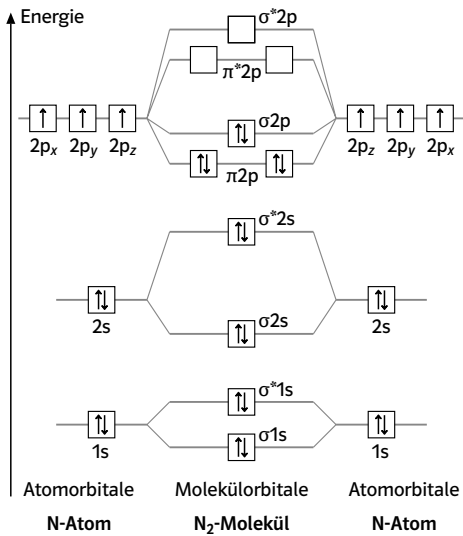 Energie
σ*2p
π*2p
2px 2py 2pz
σ2p
2pz 2py 2px
π2p
σ*2s
2s
σ2s
2s
σ*1s
1s
σ1s
1s
Atomorbitale Molekülorbitale Atomorbitale
N-Atom N₂-Molekül N-Atom